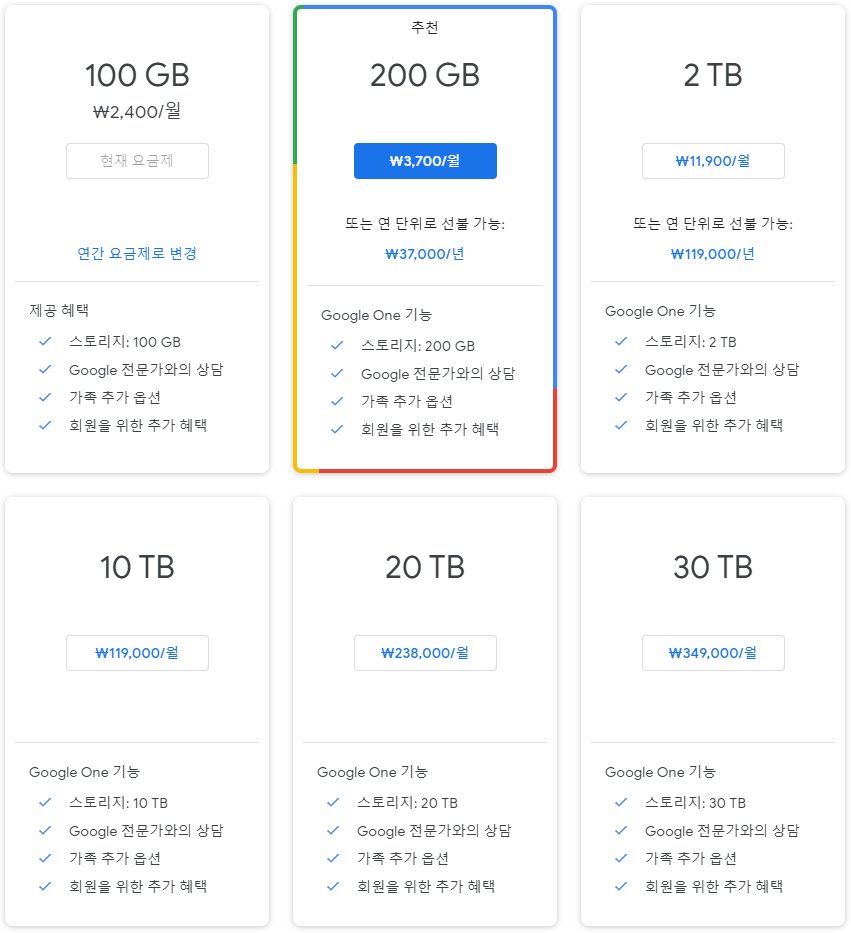 100 GB
₩2,400/월
현재 요금제
연간 요금제로 변경
제공 혜택
스토리지: 100 GB
Google 전문가와의 상담
가족 추가 옵션
회원을 위한 추가 혜택
추천
200 GB
₩3,700/월
또는 연 단위로 선불 가능:
₩37,000/년
Google One 기능
스토리지: 200 GB
Google 전문가와의 상담
가족 추가 옵션
회원을 위한 추가 혜택
2 TB
₩11,900/월
또는 연 단위로 선불 가능:
₩119,000/년
Google One 기능
스토리지: 2 TB
Google 전문가와의 상담
가족 추가 옵션
회원을 위한 추가 혜택
10 TB
₩119,000/월
Google One 기능
스토리지: 10 TB
Google 전문가와의 상담
가족 추가 옵션
회원을 위한 추가 혜택
20 TB
₩238,000/월
Google One 기능
스토리지: 20 TB
Google 전문가와의 상담
가족 추가 옵션
회원을 위한 추가 혜택
30 TB
₩349,000/월
Google One 기능
스토리지: 30 TB
Google 전문가와의 상담
가족 추가 옵션
회원을 위한 추가 혜택